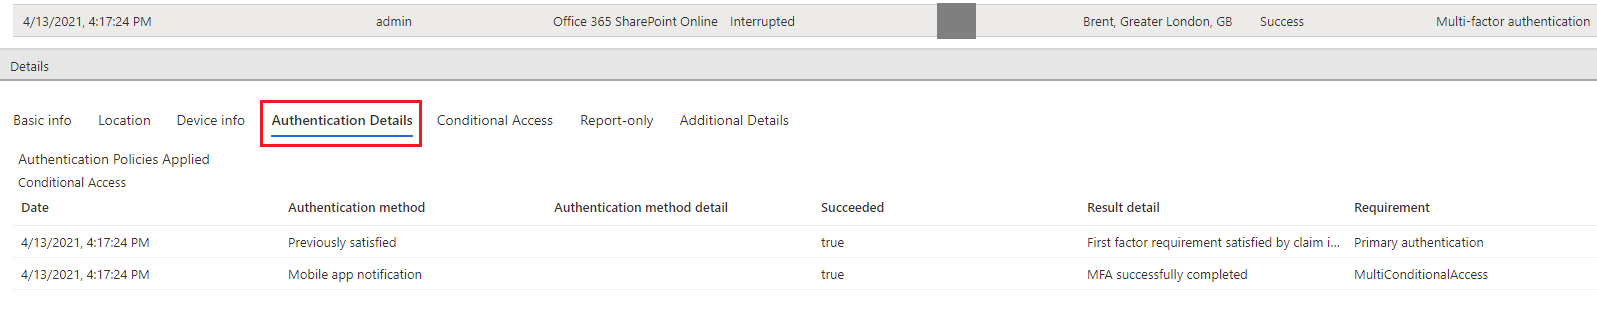 4/13/2021, 4:17:24 PM admin Office 365 SharePoint Online Interrupted Brent, Greater London, GB Success Multi-factor authentication
Details
Basic info Location Device info Authentication Details Conditional Access Report-only Additional Details
Authentication Policies Applied
Conditional Access
Date Authentication method Authentication method detail Succeeded Result detail Requirement
4/13/2021, 4:17:24 PM Previously satisfied true First factor requirement satisfied by claim i... Primary authentication
4/13/2021, 4:17:24 PM Mobile app notification true MFA successfully completed MultiConditionalAccess